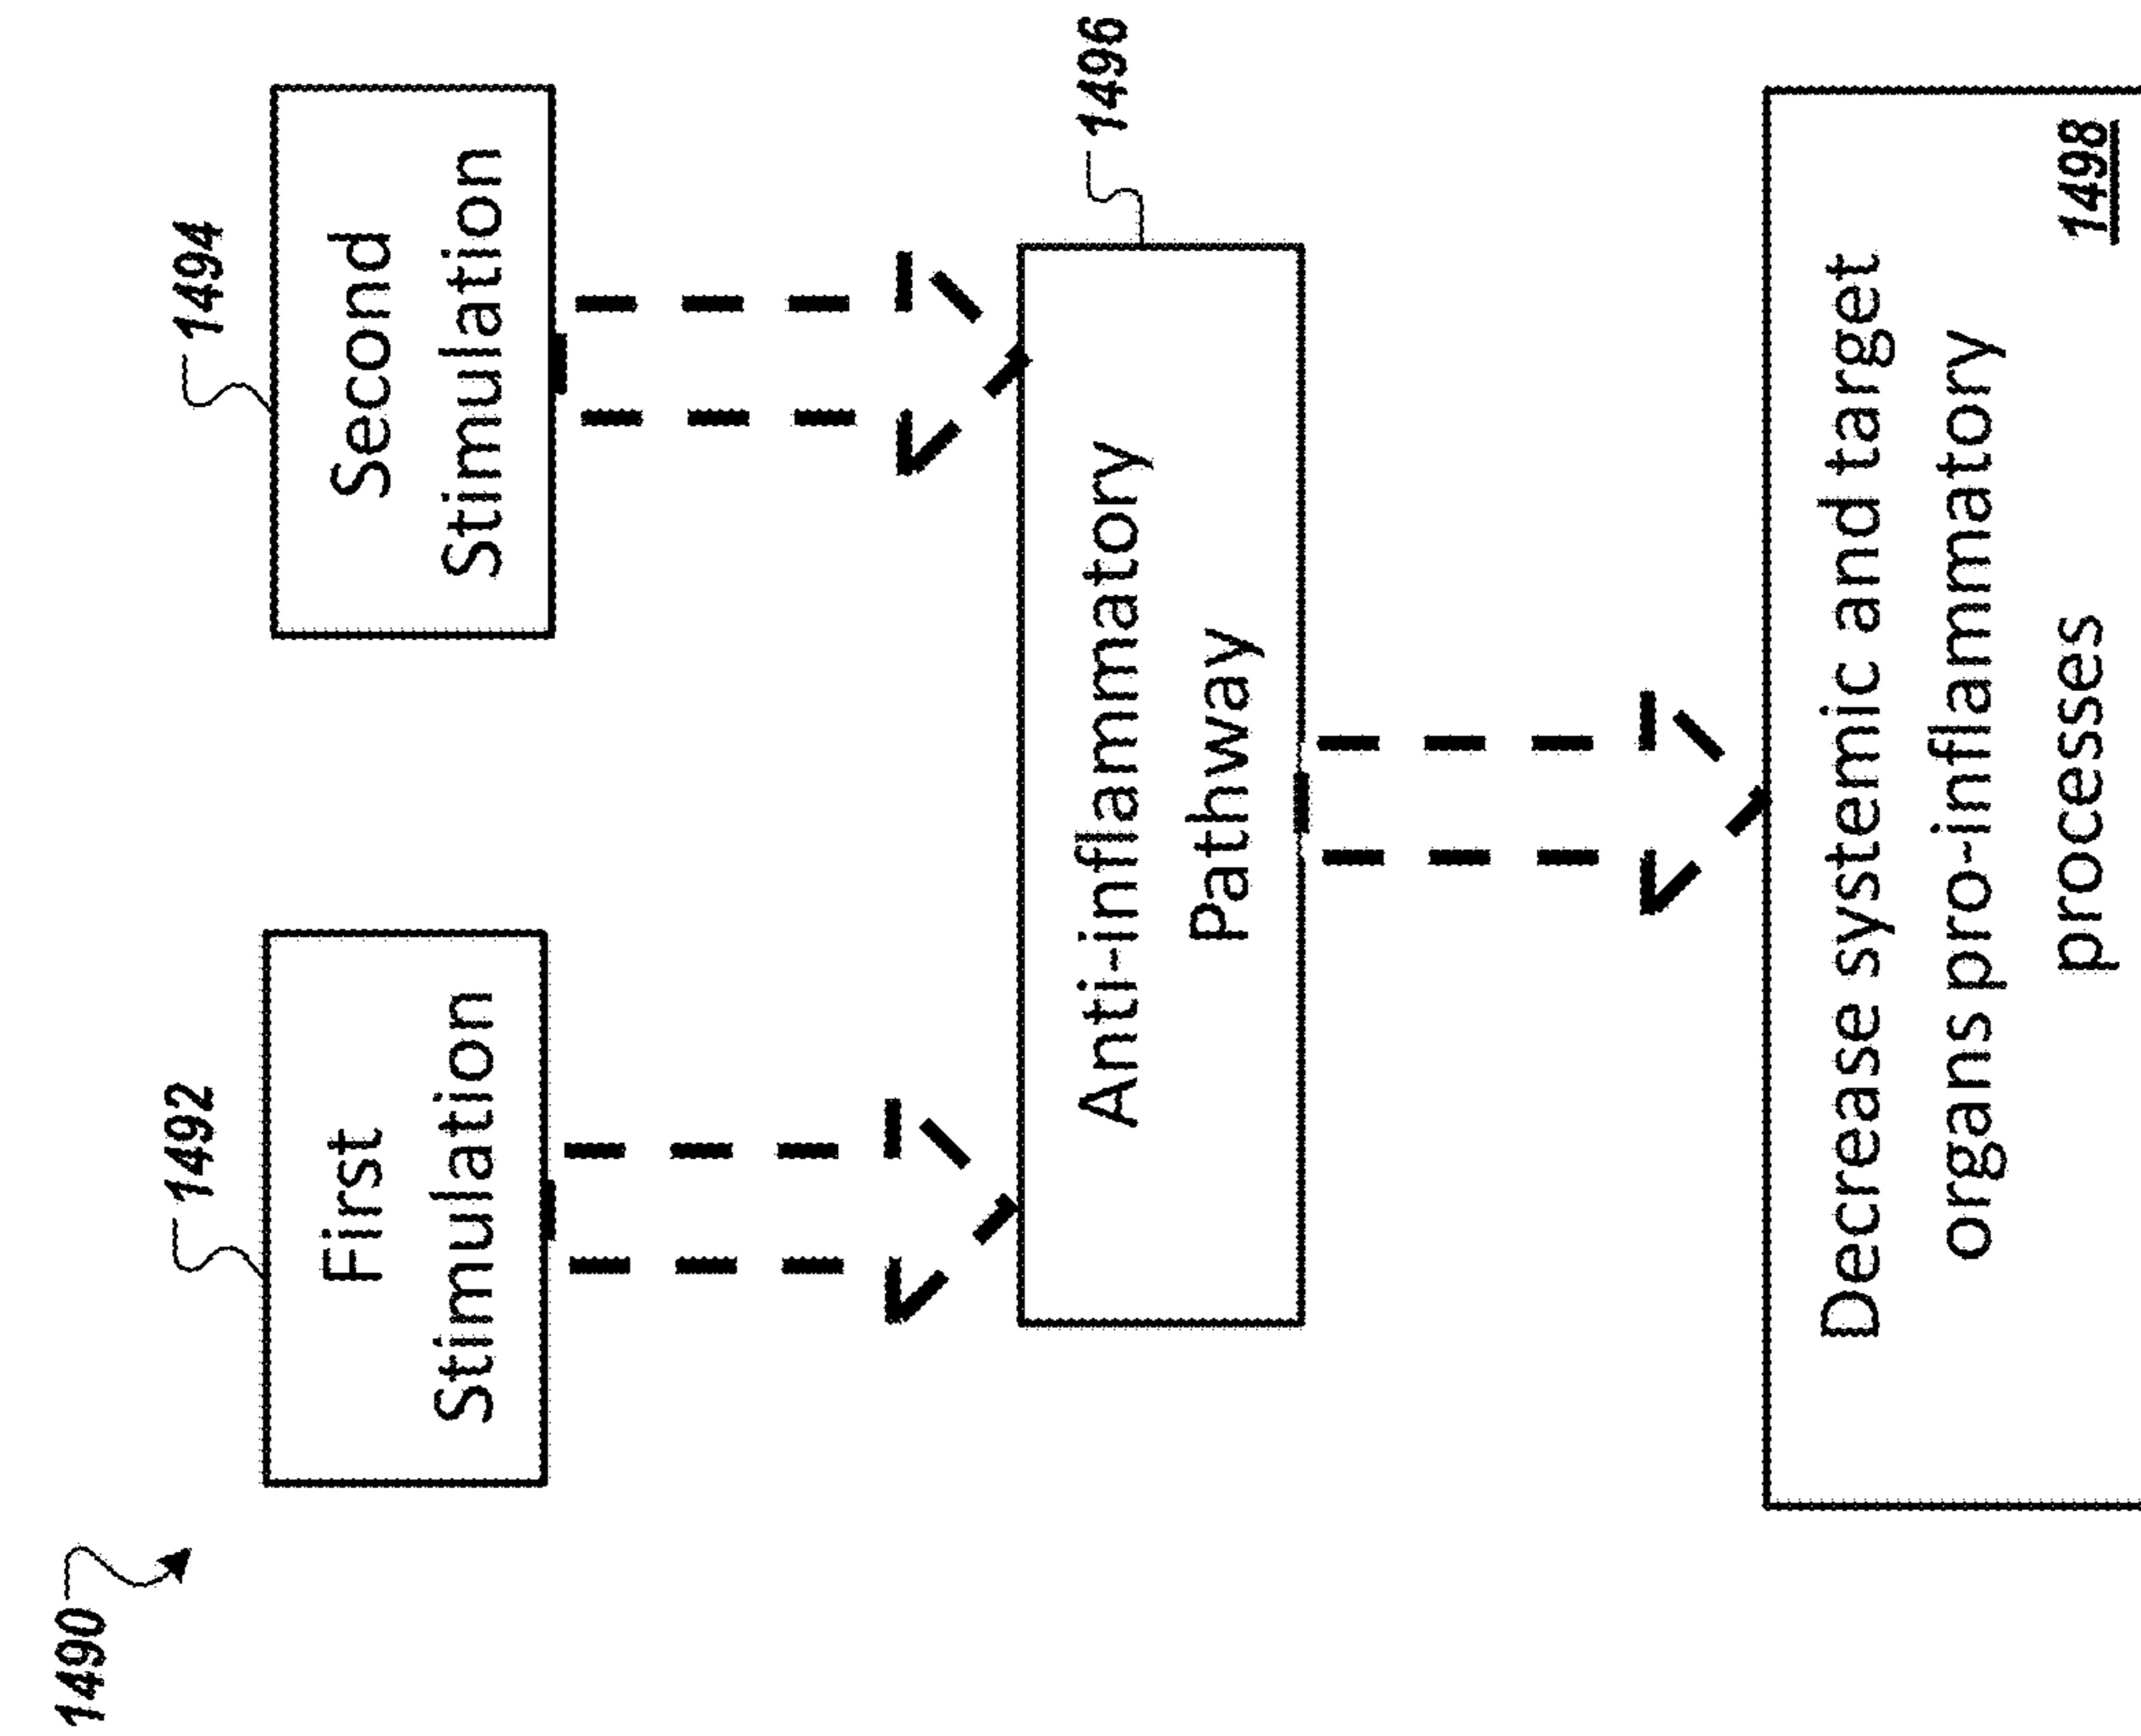 1490
1492
First
Stimulation
1494
Second
Stimulation
1496
Anti-inflammatory
Pathway
Decrease systemic and target
organs pro-inflammatory
processes
1498